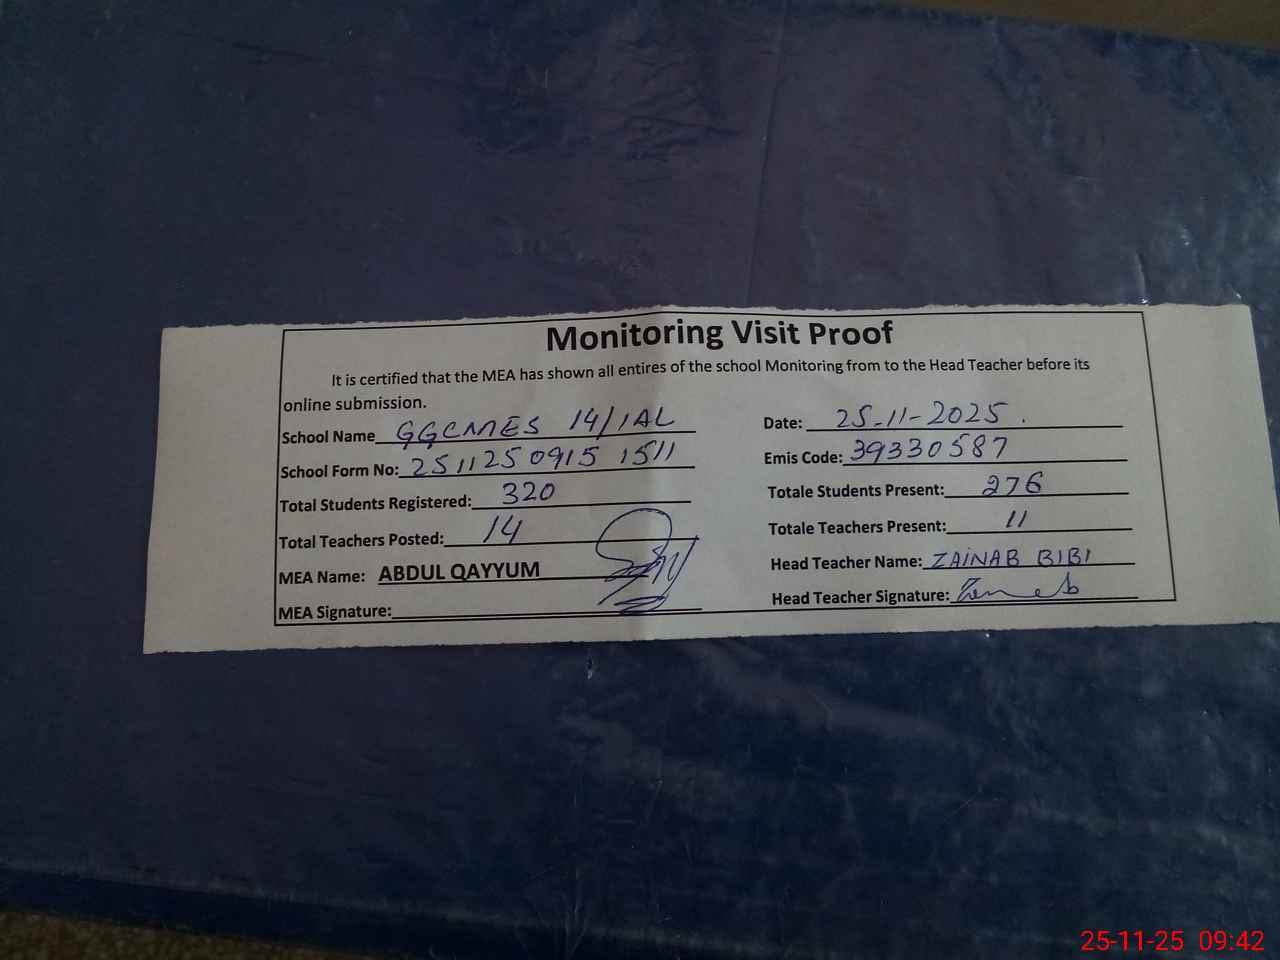 Monitoring Visit Proof
It is certified that the MEA has shown all entires of the school Monitoring from to the Head Teacher before its
online submission.
School Name GGCMES 14/1AL Date: 25-11-2025.
School Form No: 2511250915 1511 Emis Code: 39330587
Total Students Registered: 320 Totale Students Present: 276
Total Teachers Posted: 14 Totale Teachers Present: 11
MEA Name: ABDUL QAYYUM Head Teacher Name: ZAINAB BIBI
MEA Signature: Head Teacher Signature:
25-11-25 09:42